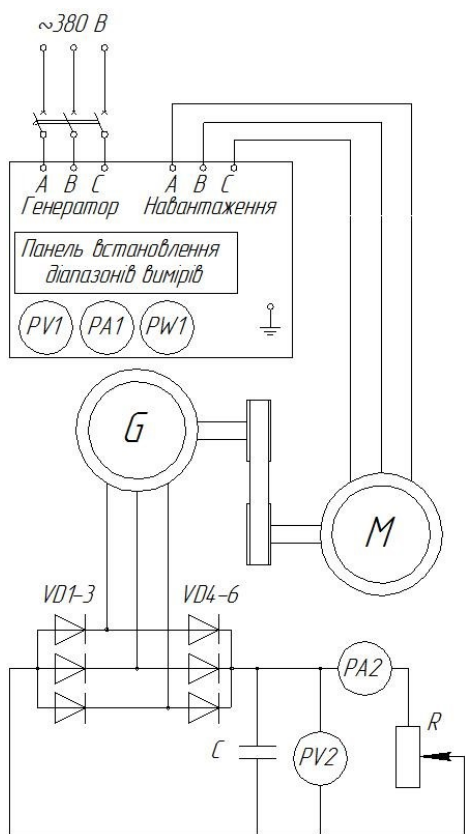 ~380 В
A B C A B C
Генератор Навантаження
Панель встановлення
діапазонів вимірів
PV1 PA1 PW1
G
M
VD1-3 VD4-6
PA2
R
C
PV2